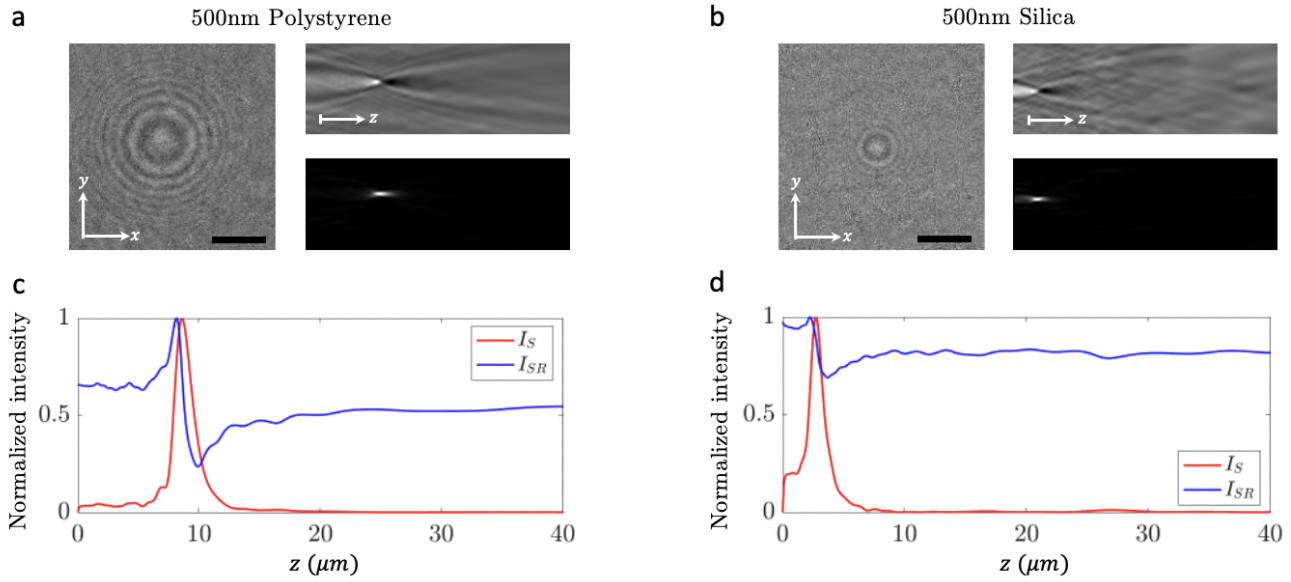 a
500nm Polystyrene
y
x
z
b
500nm Silica
y
x
z
c
Normalized intensity
1
0.5
0
0
10
20
30
40
z (μm)
I_S
I_SR
d
Normalized intensity
1
0.5
0
0
10
20
30
40
z (μm)
I_S
I_SR